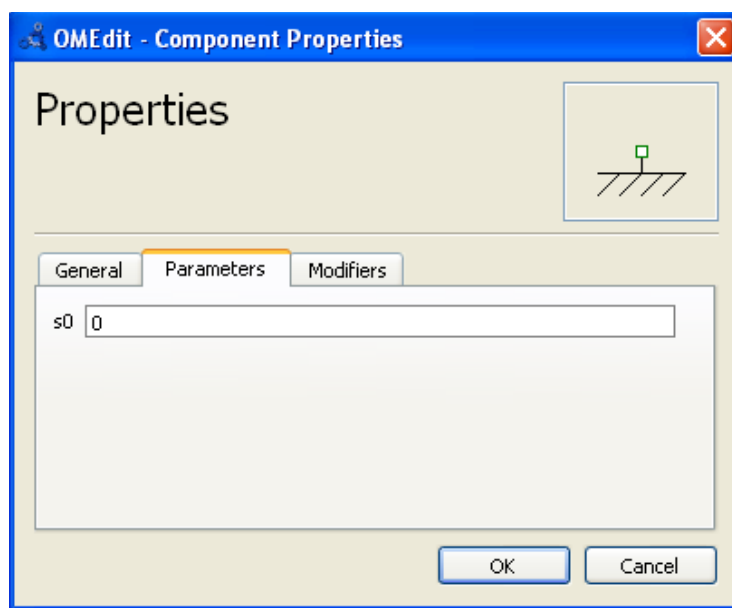 OMEdit - Component Properties
Properties
General Parameters Modifiers
s0 0
OK Cancel